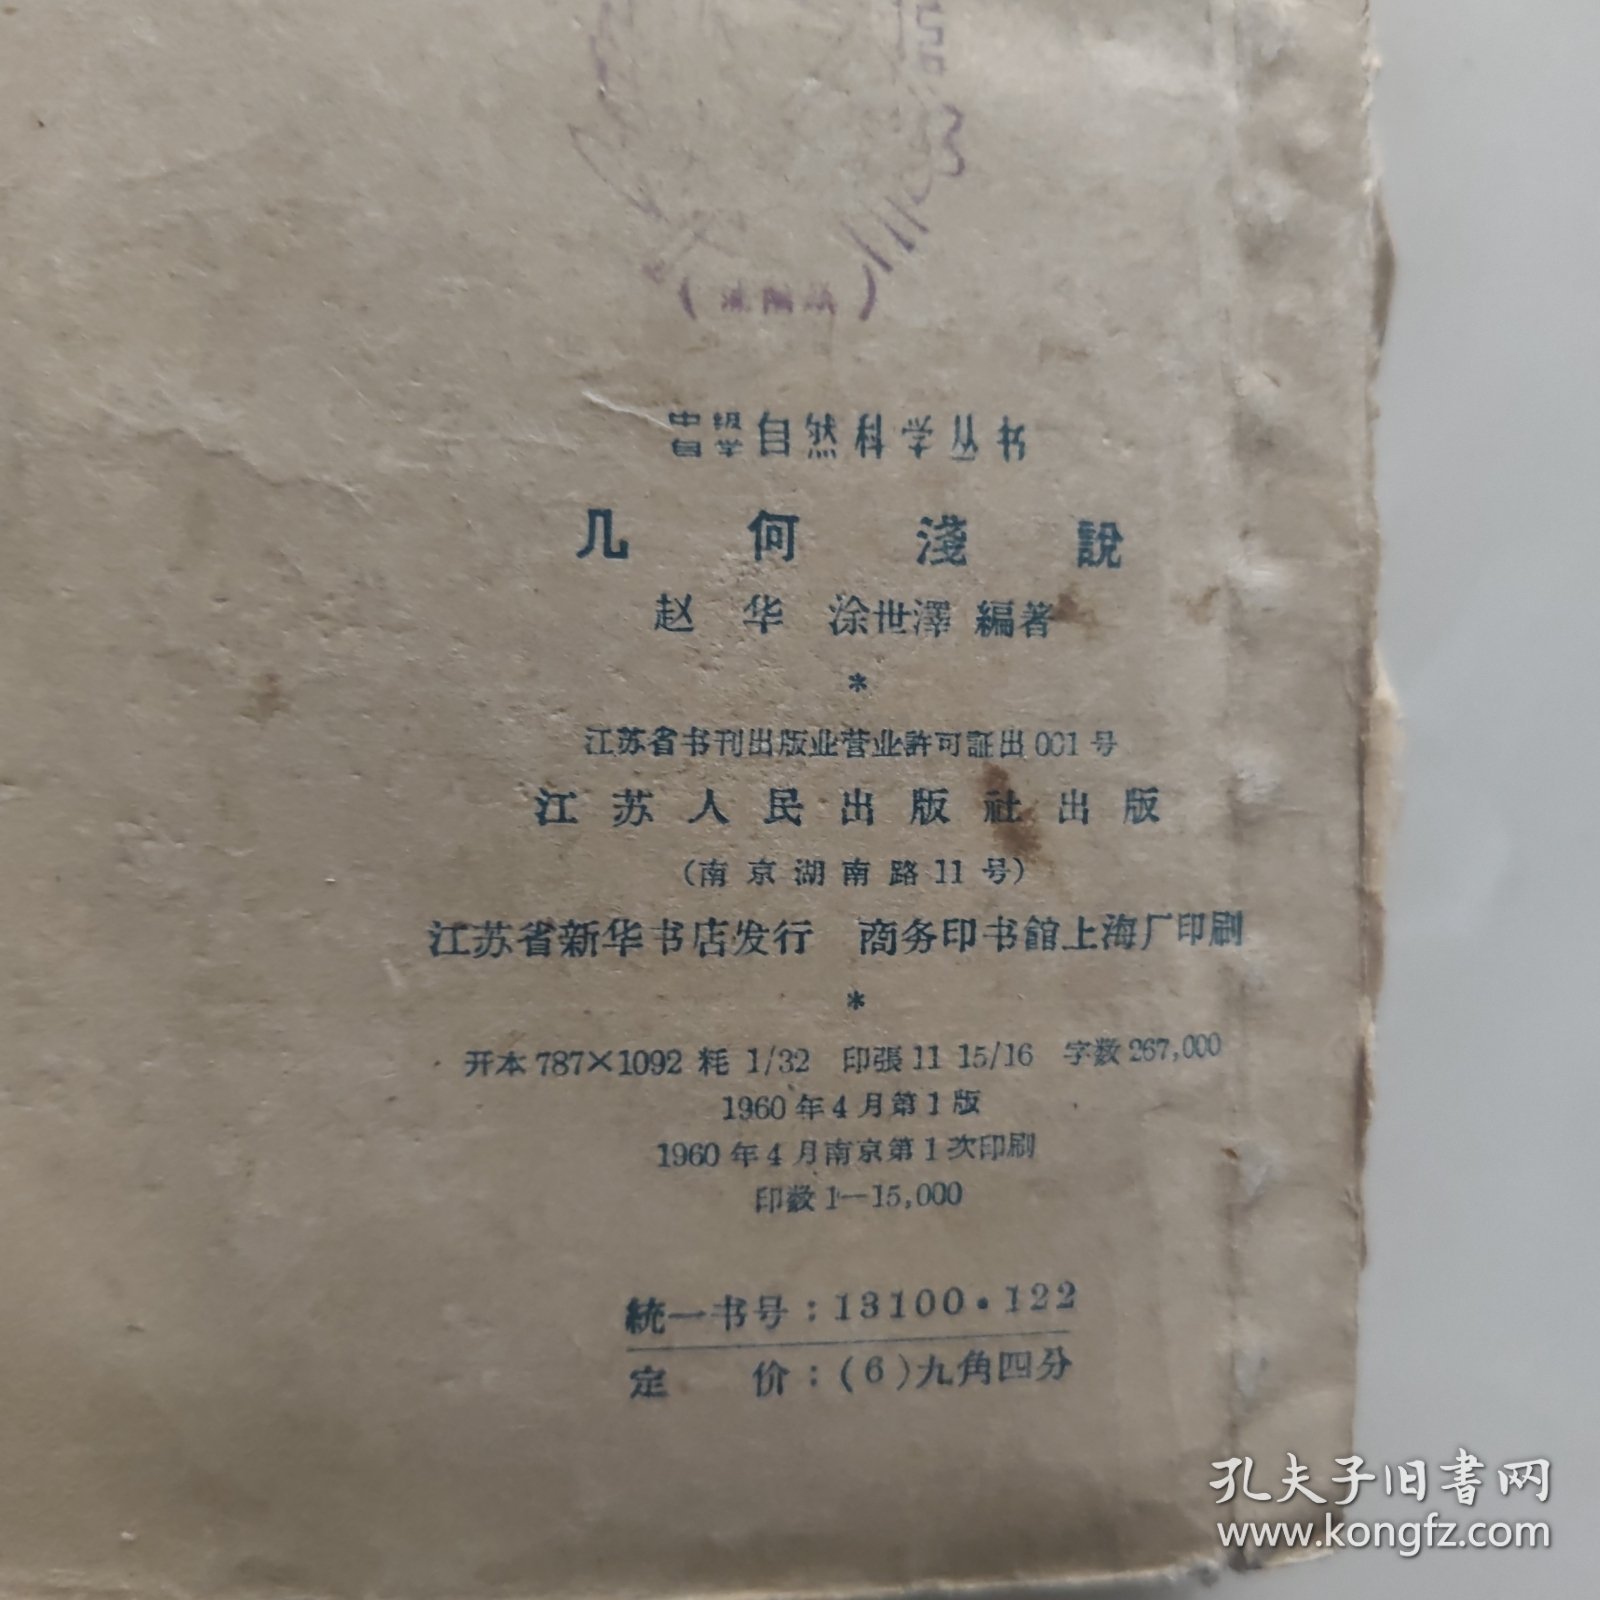 中级自学自然科学丛书
几何淺說
赵华 涂世澤 編著
*
江苏省书刊出版业营业許可証出001号
江苏人民出版社出版
(南京湖南路11号)
江苏省新华书店发行 商务印书館上海厂印刷
*
开本787×1092 粍 1/32 印張11 15/16 字数267,000
1960年4月第1版
1960年4月南京第1次印刷
印数1—15,000
統一书号：13100·122
定价：(6)九角四分
孔夫子旧書网
www.kongfz.com